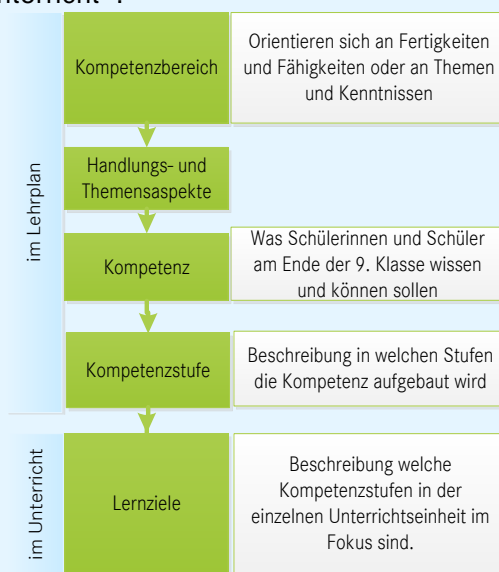 Kompetenzbereich
Orientieren sich an Fertigkeiten
und Fähigkeiten oder an Themen
und Kenntnissen
im Lehrplan
Handlungs- und
Themensaspekte
Kompetenz
Was Schülerinnen und Schüler
am Ende der 9. Klasse wissen
und können sollen
Kompetenzstufe
Beschreibung in welchen Stufen
die Kompetenz aufgebaut wird
im Unterricht
Lernziele
Beschreibung welche
Kompetenzstufen in der
einzelnen Unterrichtseinheit im
Fokus sind.